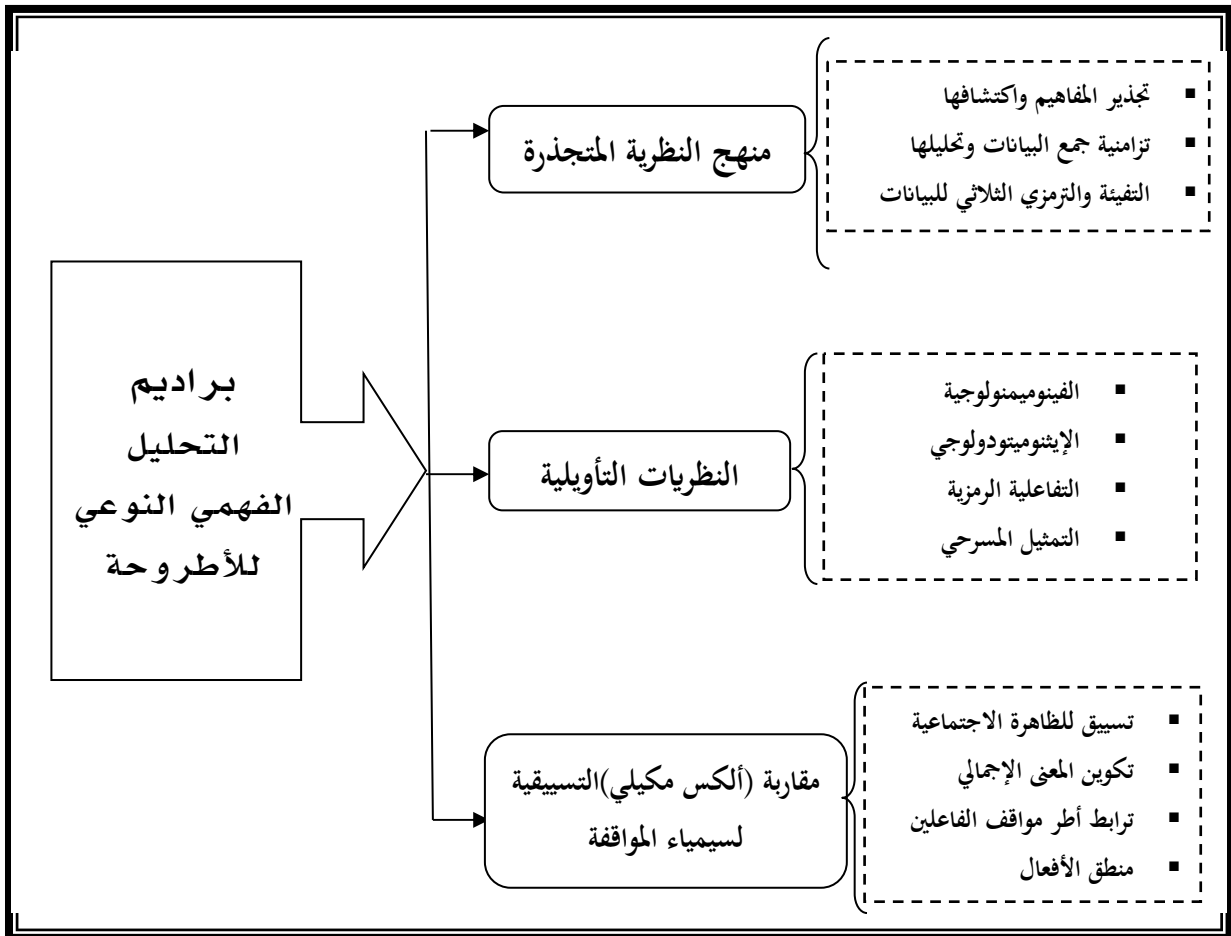 براديم
التحليل
الفهمي النوعي
للأطروحة
منهج النظرية المتجذرة
تجذير المفاهيم واكتشافها
تزامنية جمع البيانات وتحليلها
التفيئة والترمزي الثلاثي للبيانات
النظريات التأويلية
الفينوميمنولوجية
الإيثنوميتودولوجي
التفاعلية الرمزية
التمثيل المسرحي
مقاربة (ألكس مكيلي)التسييقية
لسيمياء المواقفة
تسييق للظاهرة الاجتماعية
تكوين المعنى الإجمالي
ترابط أطر مواقف الفاعلين
منطق الأفعال